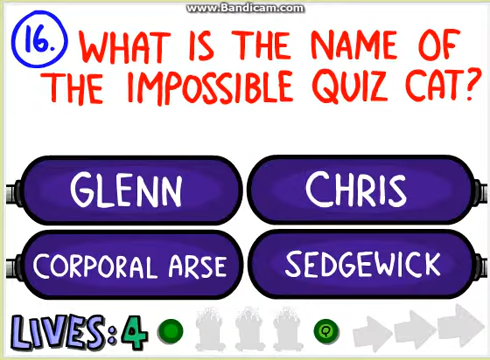 www.Bandicam.com
16.
WHAT IS THE NAME OF
THE IMPOSSIBLE QUIZ CAT?
GLENN
CHRIS
CORPORAL ARSE
SEDGEWICK
LIVES: 4